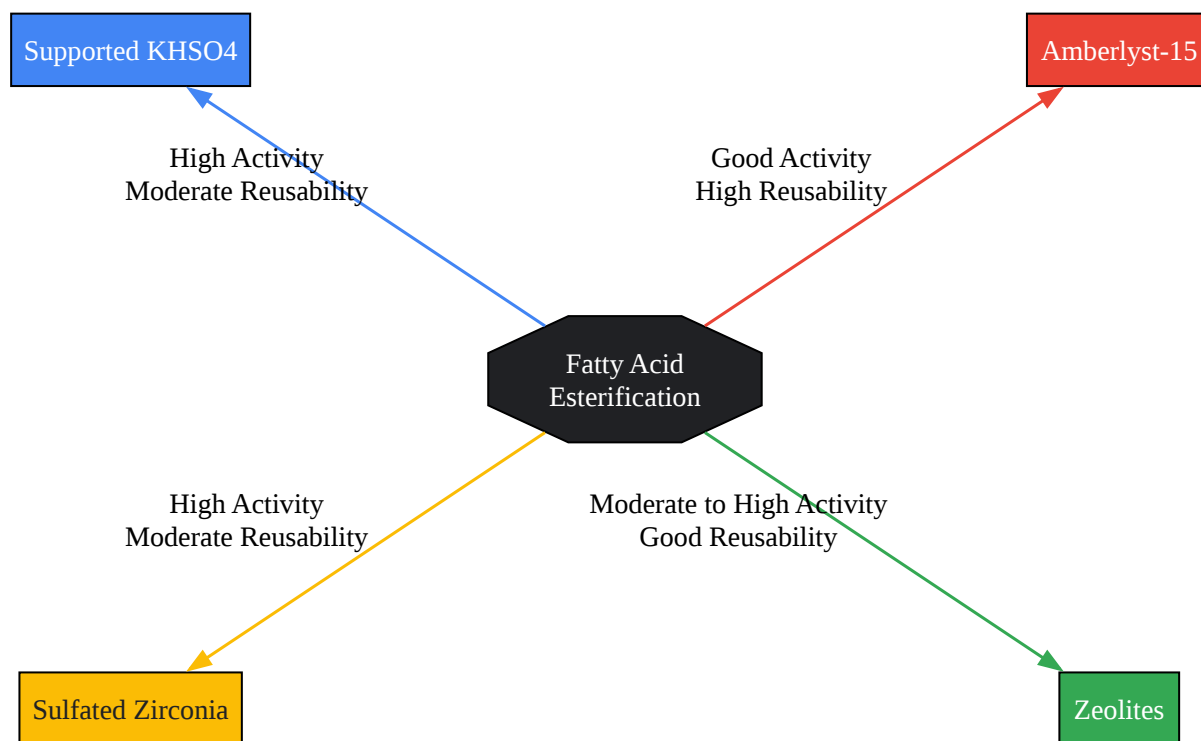 Supported KHSO4
Amberlyst-15
High Activity
Moderate Reusability
Good Activity
High Reusability
Fatty Acid
Esterification
High Activity
Moderate Reusability
Moderate to High Activity
Good Reusability
Sulfated Zirconia
Zeolites